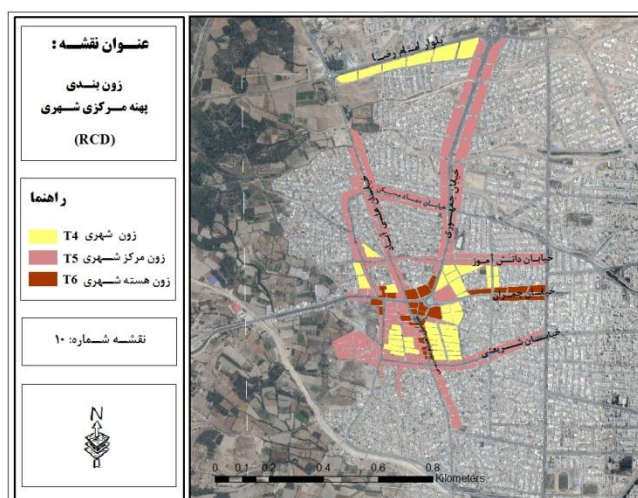 عنوان نقشه :
زون بندی
پهنه مرکزی شهری
(RCD)
راهنما
زون شهری T4
زون مرکز شهری T5
زون هسته شهری T6
نقشه شماره: ۱۰
N
بلوار امام رضا
خیابان جمهوری
خیابان دانش آموز
خیابان شریعتی
0 0.1 0.2 0.4 0.6 0.8
Kilometers